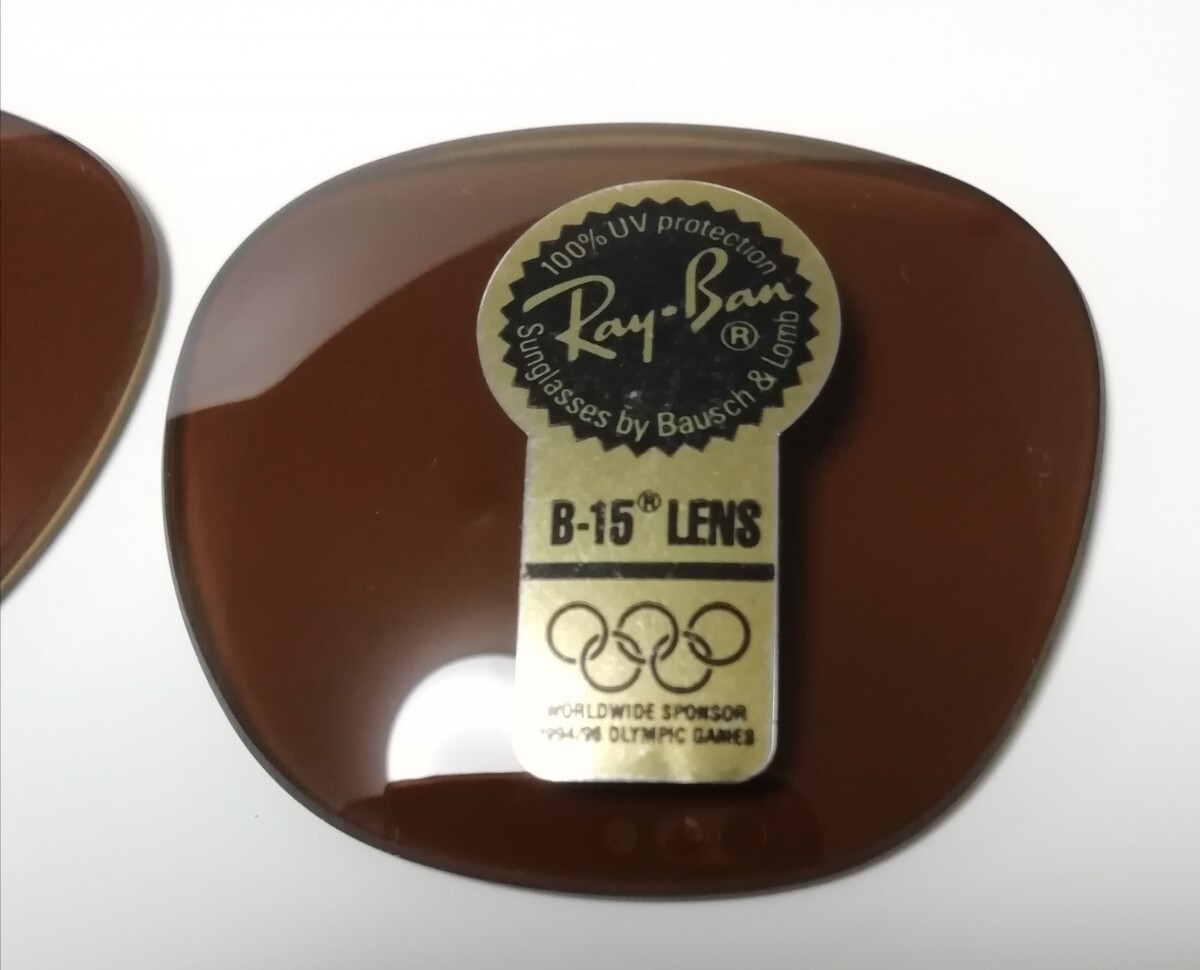 100% UV protection
Ray-Ban®
Sunglasses by Bausch & Lomb
B-15® LENS
WORLDWIDE SPONSOR
1994/96 OLYMPIC GAMES